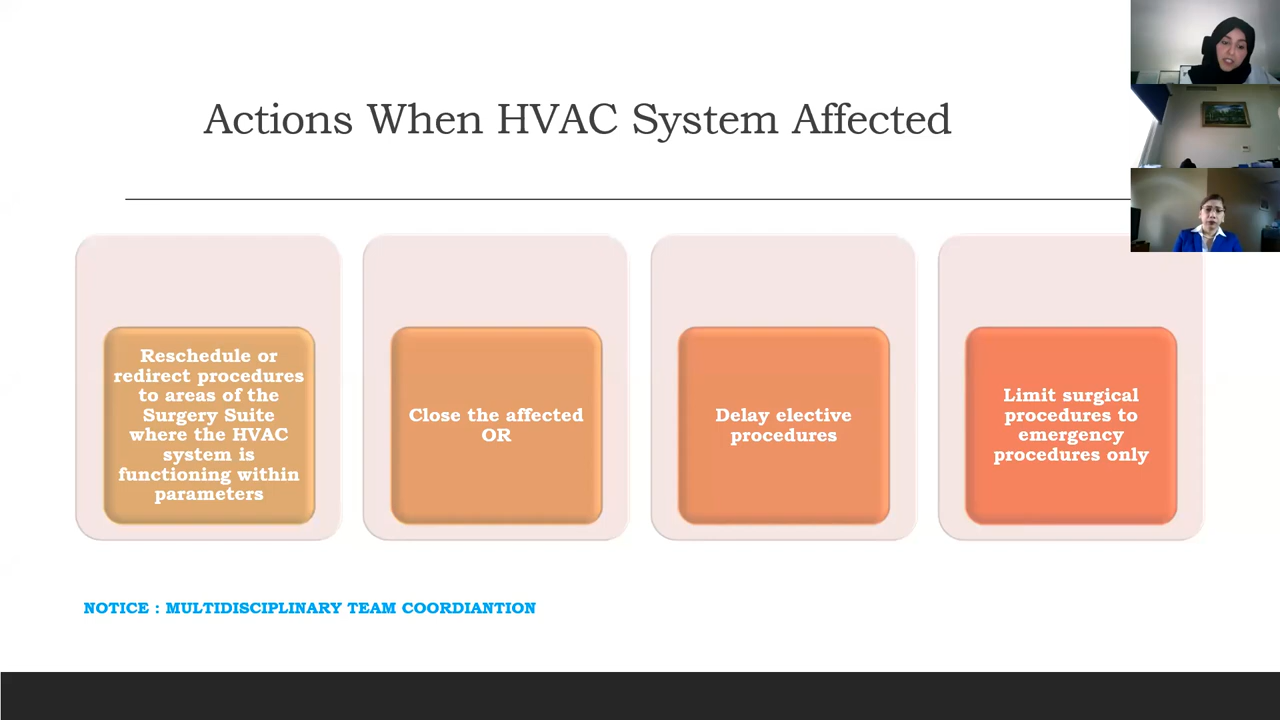 Actions When HVAC System Affected
Reschedule or
redirect procedures
to areas of the
Surgery Suite
where the HVAC
system is
functioning within
parameters
Close the affected
OR
Delay elective
procedures
Limit surgical
procedures to
emergency
procedures only
NOTICE : MULTIDISCIPLINARY TEAM COORDIANTION